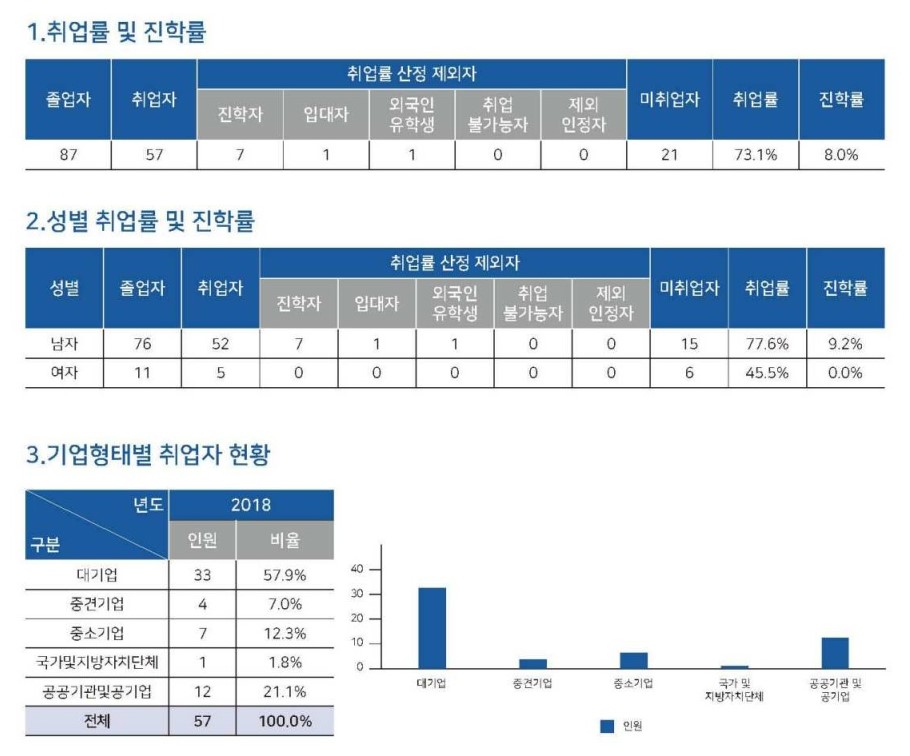 1.취업률 및 진학률
취업률 산정 제외자
졸업자 취업자 진학자 입대자 외국인 유학생 취업 불가능자 제외 인정자 미취업자 취업률 진학률
87 57 7 1 1 0 0 21 73.1% 8.0%
2.성별 취업률 및 진학률
취업률 산정 제외자
성별 졸업자 취업자 진학자 입대자 외국인 유학생 취업 불가능자 제외 인정자 미취업자 취업률 진학률
남자 76 52 7 1 1 0 0 15 77.6% 9.2%
여자 11 5 0 0 0 0 0 6 45.5% 0.0%
3.기업형태별 취업자 현황
년도 2018
구분 인원 비율
대기업 33 57.9%
중견기업 4 7.0%
중소기업 7 12.3%
국가및지방자치단체 1 1.8%
공공기관및공기업 12 21.1%
전체 57 100.0%
40
30
20
10
0
대기업 중견기업 중소기업 국가 및 공공기관 및
지방자치단체 공기업
인원